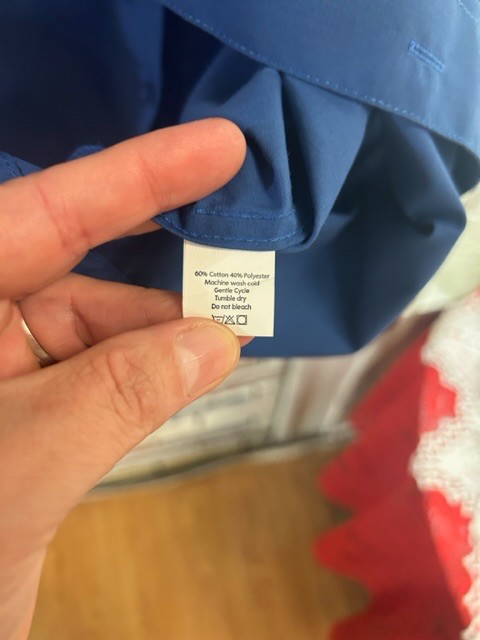 60% Cotton 40% Polyester
Machine wash cold
Gentle Cycle
Tumble dry
Do not bleach